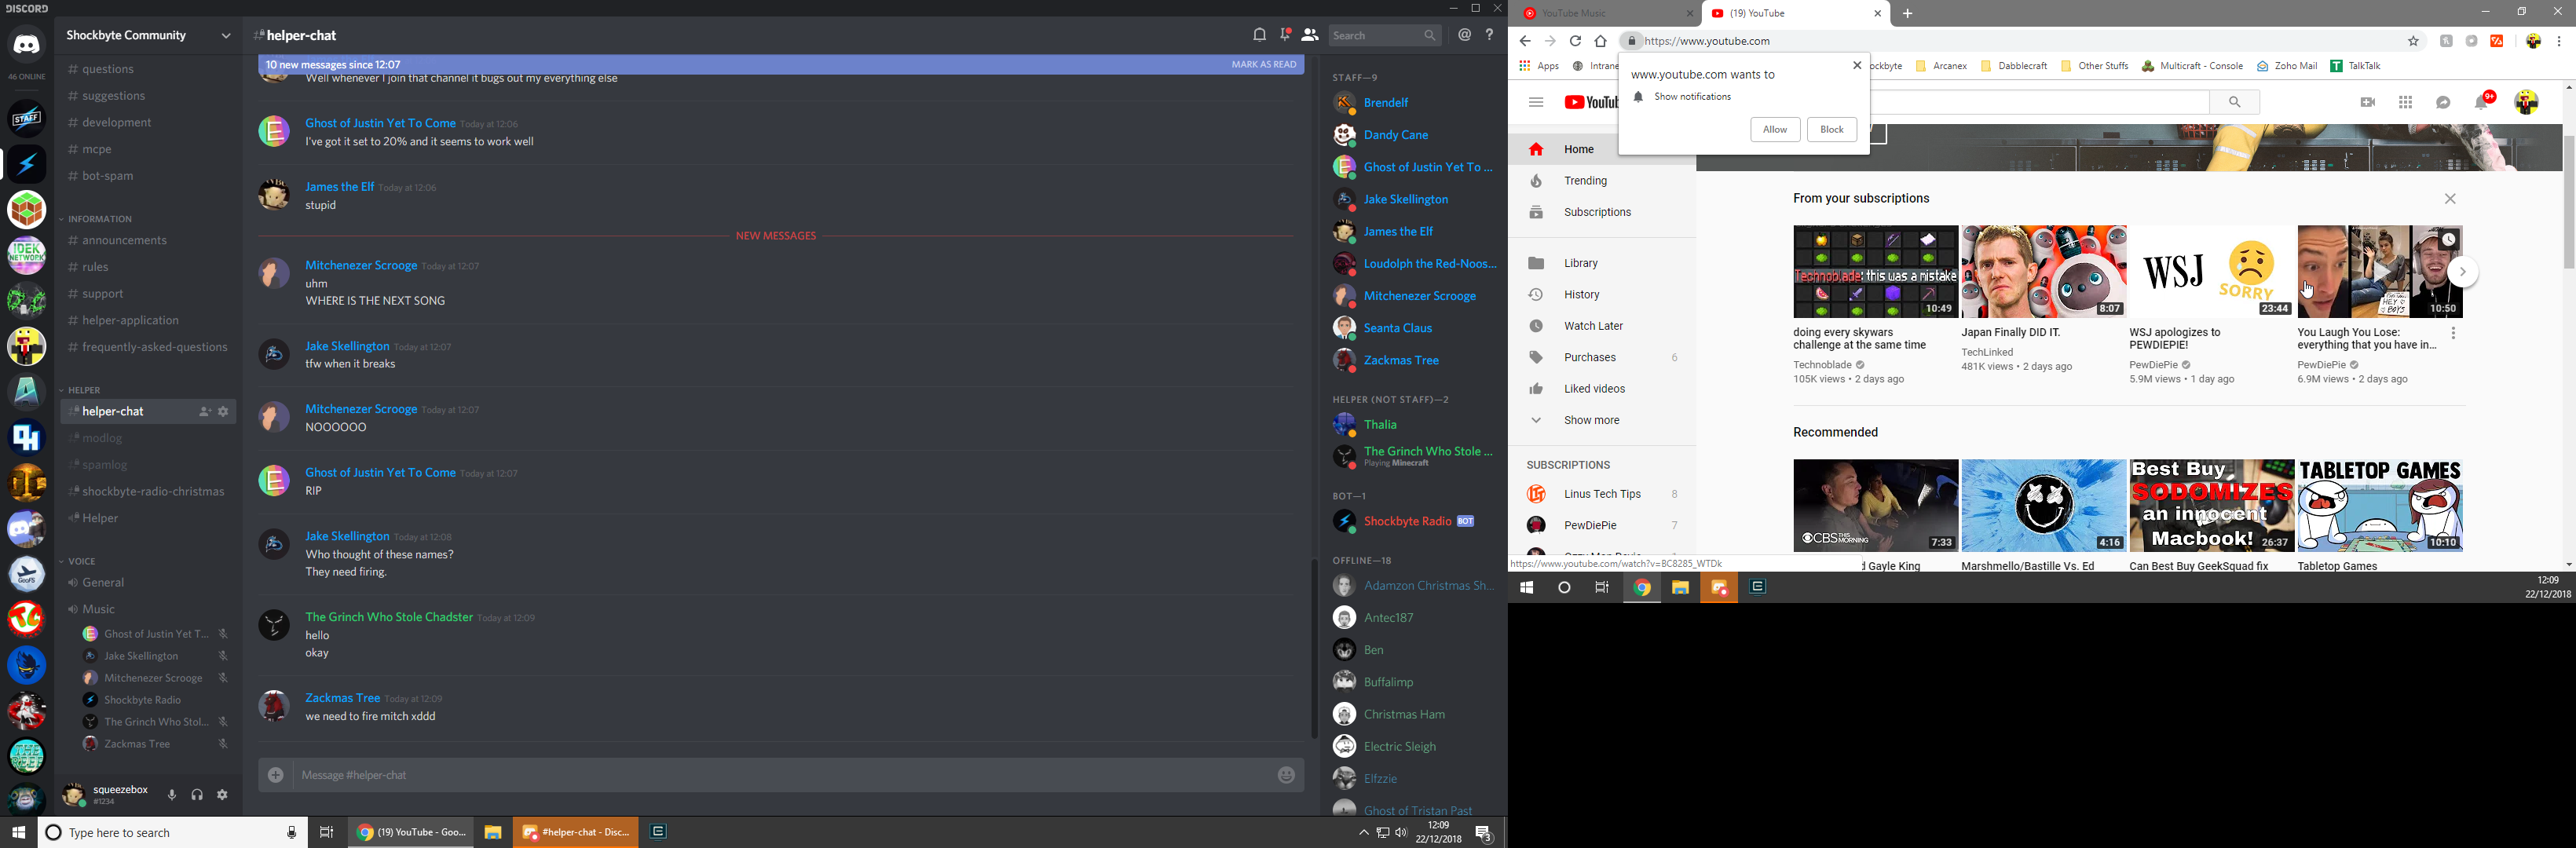 DISCORD
46 ONLINE
Shockbyte Community
# questions
# suggestions
# development
# mcpe
# bot-spam
INFORMATION
# announcements
# rules
# support
# helper-application
# frequently-asked-questions
HELPER
helper-chat
modlog
spamlog
shockbyte-radio-christmas
Helper
VOICE
General
Music
Ghost of Justin Yet T...
Jake Skellington
Mitchenezer Scrooge
Shockbyte Radio
The Grinch Who Stol...
Zackmas Tree
squeezebox
#1234
STAFF
IDEK
NETWORK
GeoFS
helper-chat
Search
10 new messages since 12:07
MARK AS READ
Well whenever I join that channel it bugs out my everything else
Ghost of Justin Yet To Come Today at 12:06
I've got it set to 20% and it seems to work well
James the Elf Today at 12:06
stupid
NEW MESSAGES
Mitchenezer Scrooge Today at 12:07
uhm
WHERE IS THE NEXT SONG
Jake Skellington Today at 12:07
tfw when it breaks
Mitchenezer Scrooge Today at 12:07
NOOOOOO
Ghost of Justin Yet To Come Today at 12:07
RIP
Jake Skellington Today at 12:08
Who thought of these names?
They need firing.
The Grinch Who Stole Chadster Today at 12:09
hello
okay
Zackmas Tree Today at 12:09
we need to fire mitch xddd
Message #helper-chat
STAFF—9
Brendelf
Dandy Cane
Ghost of Justin Yet To ...
Jake Skellington
James the Elf
Loudolph the Red-Noos...
Mitchenezer Scrooge
Seanta Claus
Zackmas Tree
HELPER (NOT STAFF)—2
Thalia
The Grinch Who Stole ...
Playing Minecraft
BOT—1
Shockbyte Radio BOT
OFFLINE—18
Adamzon Christmas Sh...
Antec187
Ben
Buffalimp
Christmas Ham
Electric Sleigh
Elfzzie
Ghost of Tristan Past
Type here to search
(19) YouTube - Goo...
#helper-chat - Disc...
12:09
22/12/2018
3
YouTube Music
(19) YouTube
https://www.youtube.com
Apps
Intrane
ockbyte
Arcanex
Dabblecraft
Other Stuffs
Multicraft - Console
Zoho Mail
TalkTalk
www.youtube.com wants to
Show notifications
Allow
Block
YouTub
9+
Home
Trending
Subscriptions
Library
History
Watch Later
Purchases 6
Liked videos
Show more
SUBSCRIPTIONS
Linus Tech Tips 8
PewDiePie 7
From your subscriptions
Technoblade: this was a mistake
10:49
8:07
WSJ
SORRY
23:44
10:50
doing every skywars
challenge at the same time
Technoblade
105K views • 2 days ago
Japan Finally DID IT.
TechLinked
481K views • 2 days ago
WSJ apologizes to
PEWDIEPIE!
PewDiePie
5.9M views • 1 day ago
You Laugh You Lose:
everything that you have in...
PewDiePie
6.9M views • 2 days ago
Recommended
CBS THIS MORNING
7:33
4:16
Best Buy
SODOMIZES
an innocent
Macbook!
26:37
TABLETOP GAMES
10:10
d Gayle King
Marshmello/Bastille Vs. Ed
Can Best Buy GeekSquad fix
Tabletop Games
https://www.youtube.com/watch?v=BC8285_WTDk
12:09
22/12/2018